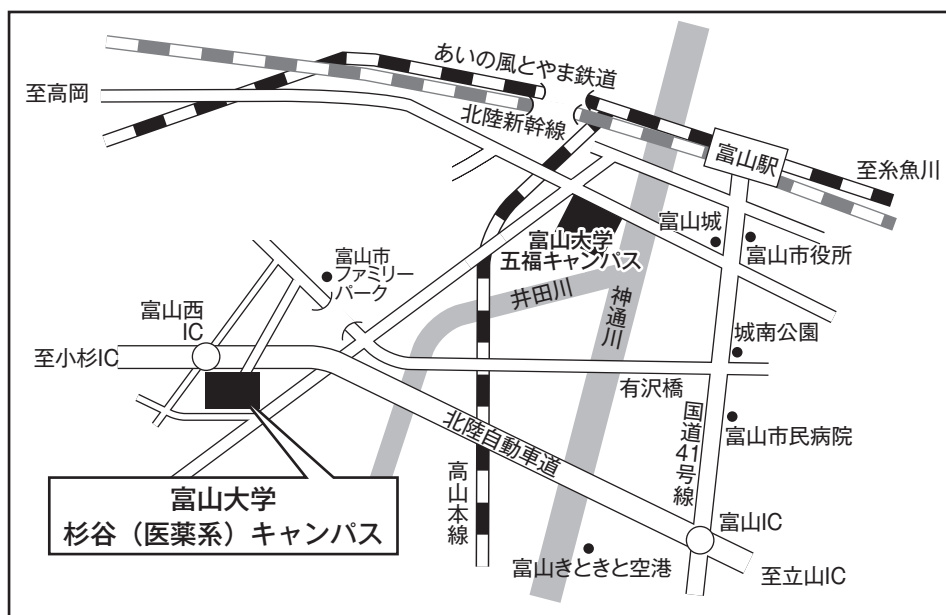 あいの風とやま鉄道
至高岡
北陸新幹線
富山駅
至糸魚川
富山城
富山市役所
富山大学
五福キャンパス
富山市
ファミリー
パーク
井田川
神通川
富山西
IC
城南公園
至小杉IC
有沢橋
国道41号線
富山市民病院
北陸自動車道
高山本線
富山大学
杉谷（医薬系）キャンパス
富山IC
富山きときと空港
至立山IC